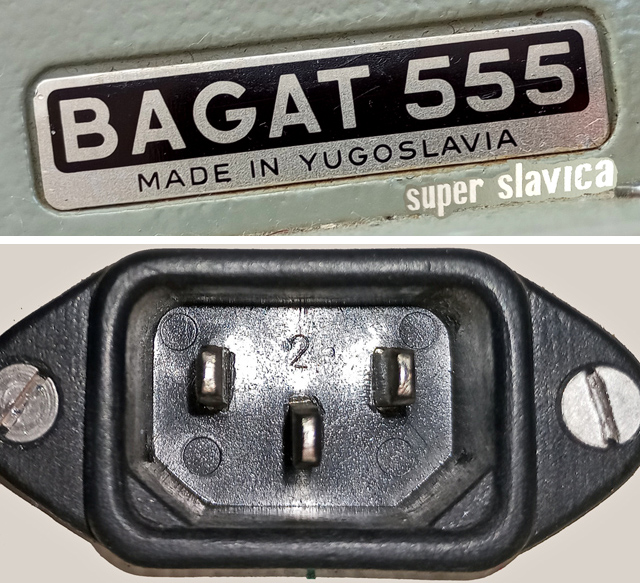 BAGAT 555
MADE IN YUGOSLAVIA
super slavica
2